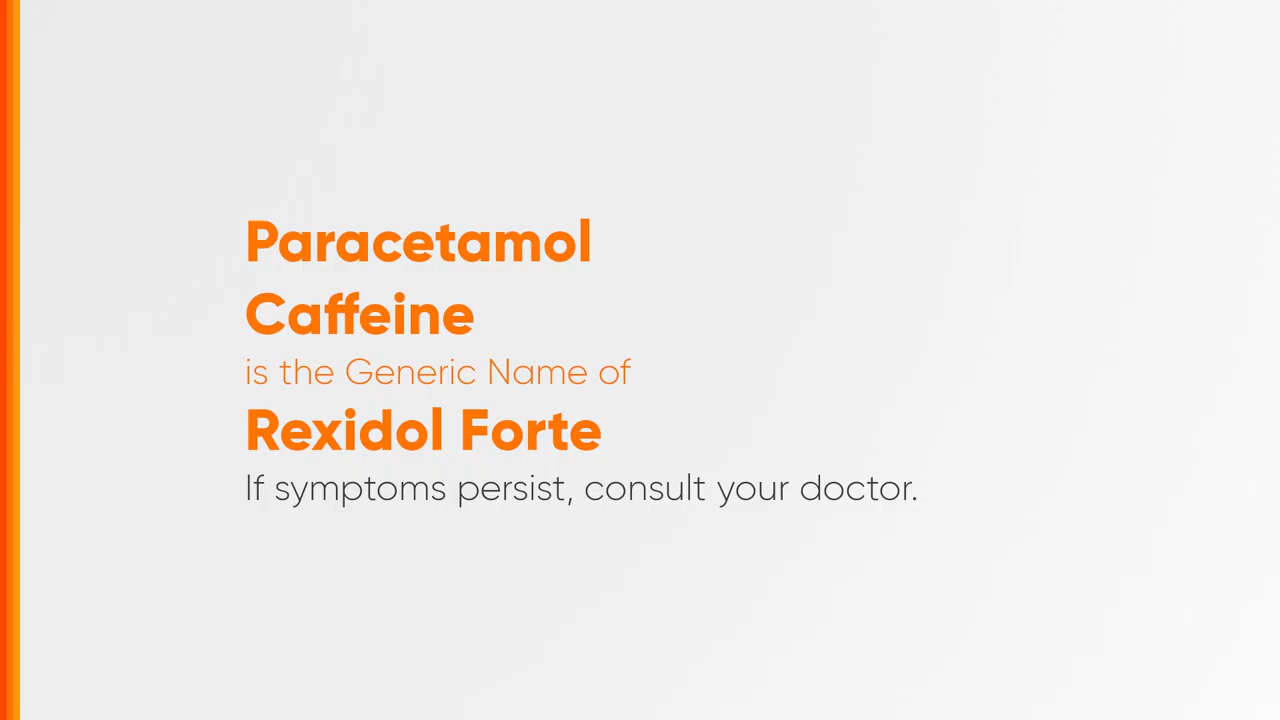 Paracetamol
Caffeine
is the Generic Name of
Rexidol Forte
If symptoms persist, consult your doctor.